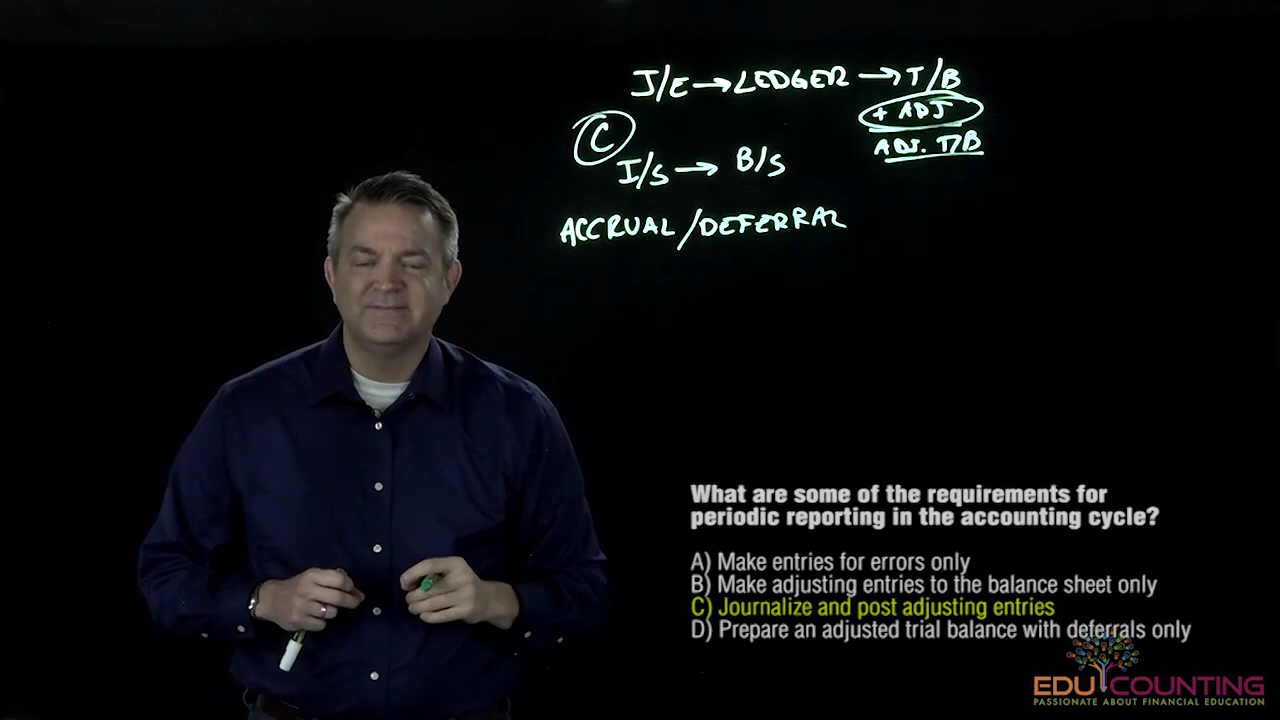 J/E → LEDGER → T/B
+ ADJ
ADJ. T/B
C
I/S → B/S
ACCRUAL/DEFERRAL
What are some of the requirements for
periodic reporting in the accounting cycle?
A) Make entries for errors only
B) Make adjusting entries to the balance sheet only
C) Journalize and post adjusting entries
D) Prepare an adjusted trial balance with deferrals only
EDUCOUNTING
PASSIONATE ABOUT FINANCIAL EDUCATION